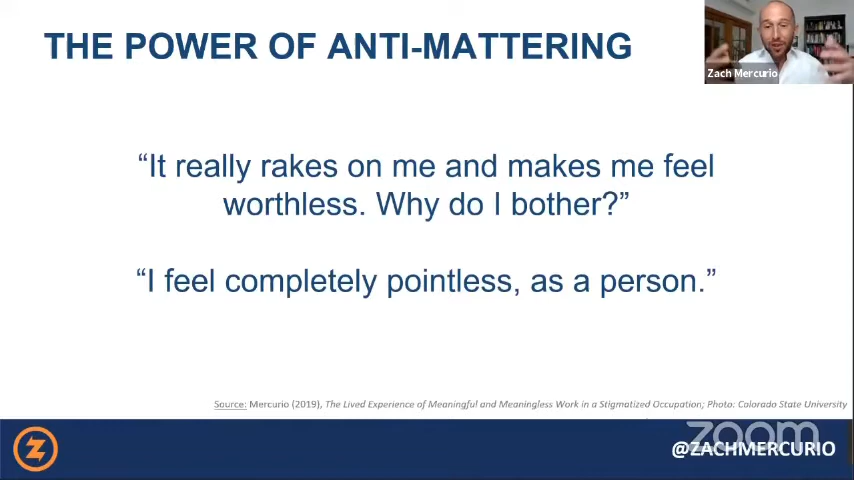 THE POWER OF ANTI-MATTERING
Zach Mercurio
“It really rakes on me and makes me feel
worthless. Why do I bother?”
“I feel completely pointless, as a person.”
Source: Mercurio (2019), The Lived Experience of Meaningful and Meaningless Work in a Stigmatized Occupation; Photo: Colorado State University
zoom
@ZACHMERCURIO